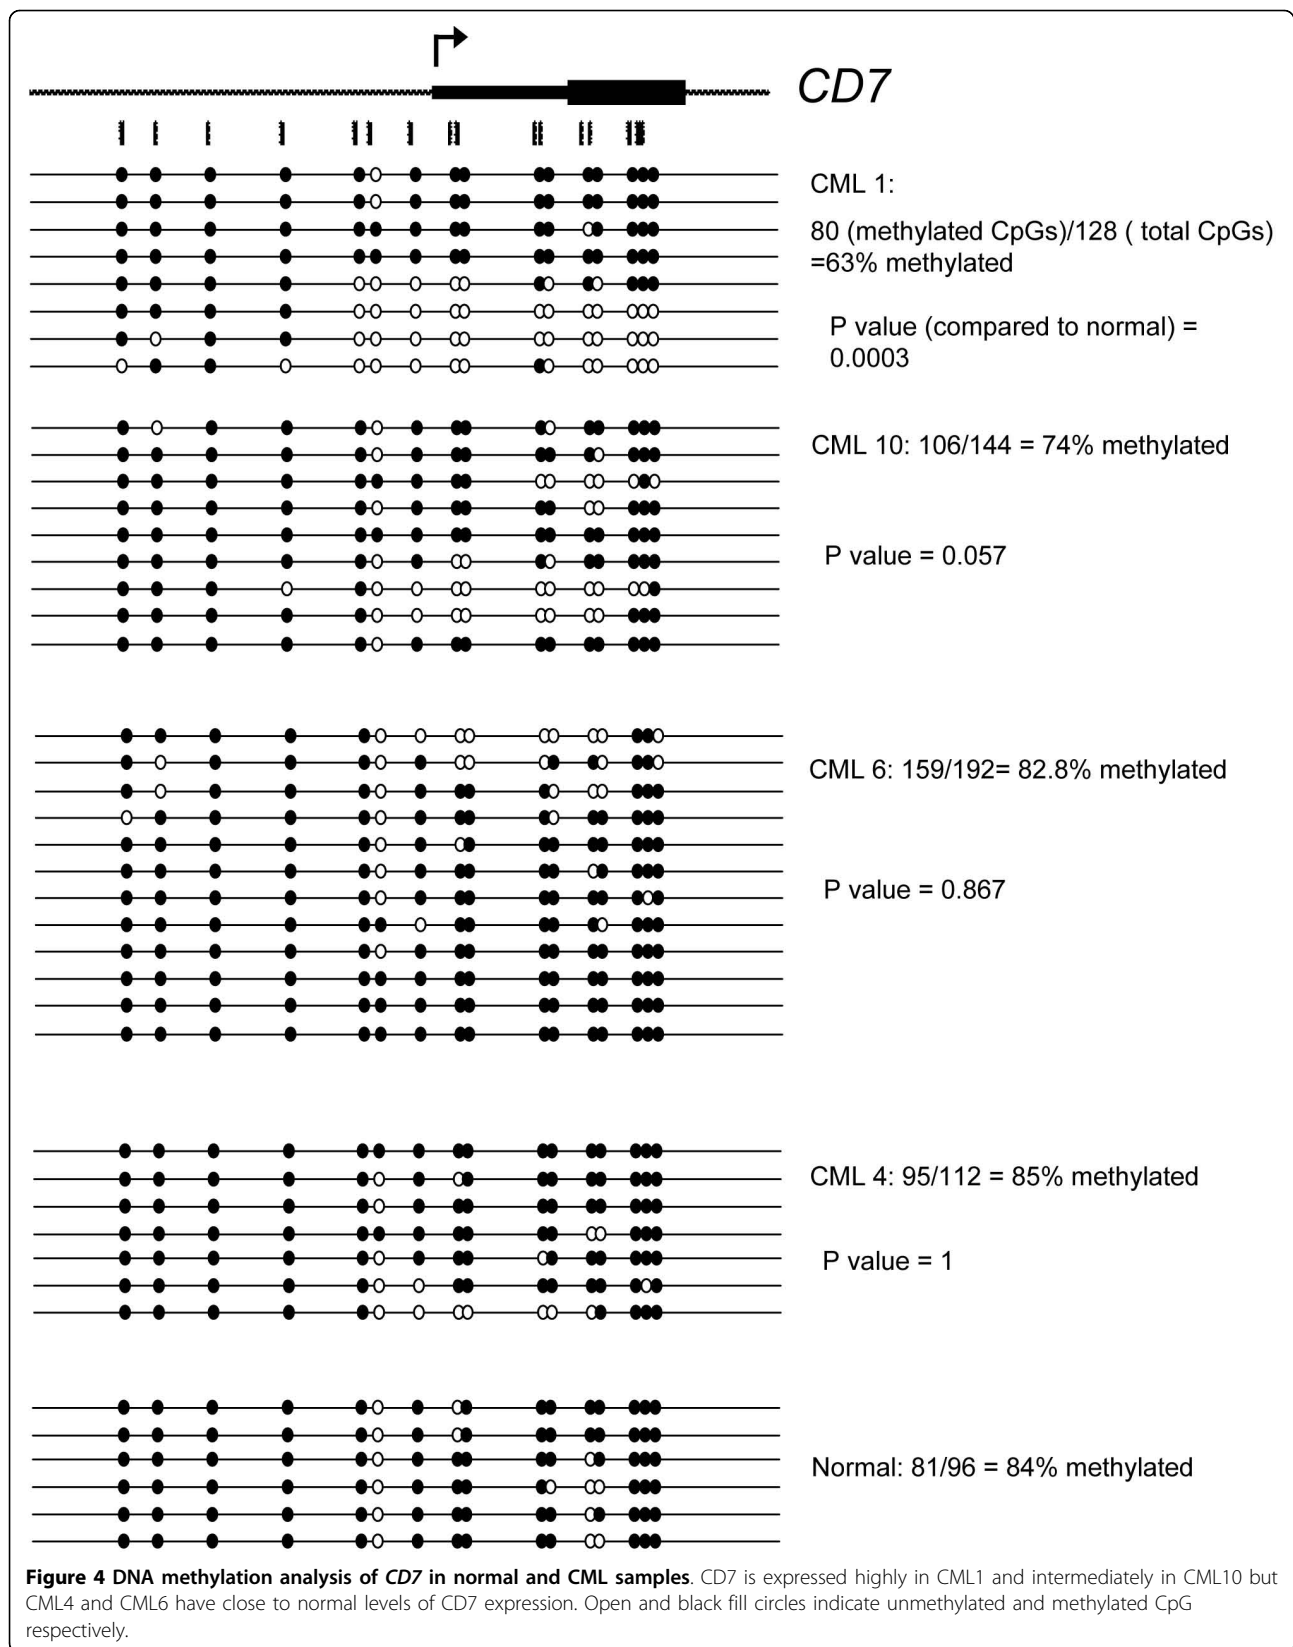 CD7
CML 1:
80 (methylated CpGs)/128 ( total CpGs)
=63% methylated
P value (compared to normal) =
0.0003
CML 10: 106/144 = 74% methylated
P value = 0.057
CML 6: 159/192= 82.8% methylated
P value = 0.867
CML 4: 95/112 = 85% methylated
P value = 1
Normal: 81/96 = 84% methylated
Figure 4 DNA methylation analysis of CD7 in normal and CML samples. CD7 is expressed highly in CML1 and intermediately in CML10 but
CML4 and CML6 have close to normal levels of CD7 expression. Open and black fill circles indicate unmethylated and methylated CpG
respectively.